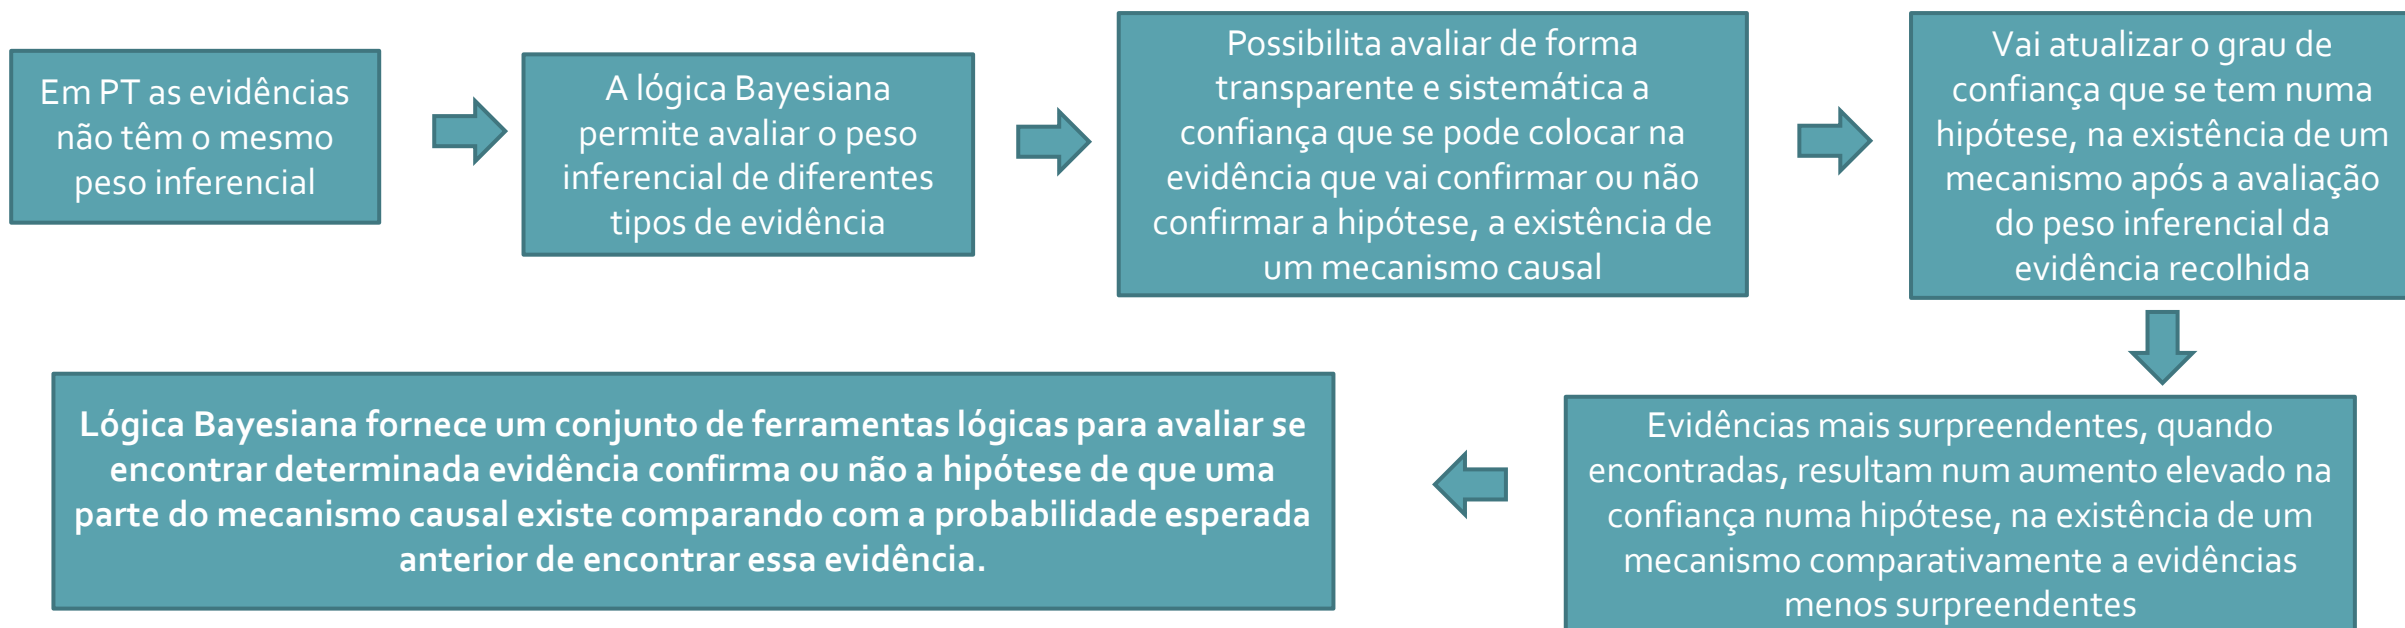 Em PT as evidências
não têm o mesmo
peso inferencial
A lógica Bayesiana
permite avaliar o peso
inferencial de diferentes
tipos de evidência
Possibilita avaliar de forma
transparente e sistemática a
confiança que se pode colocar na
evidência que vai confirmar ou não
confirmar a hipótese, a existência de
um mecanismo causal
Vai atualizar o grau de
confiança que se tem numa
hipótese, na existência de um
mecanismo após a avaliação
do peso inferencial da
evidência recolhida
Evidências mais surpreendentes, quando
encontradas, resultam num aumento elevado na
confiança numa hipótese, na existência de um
mecanismo comparativamente a evidências
menos surpreendentes
Lógica Bayesiana fornece um conjunto de ferramentas lógicas para avaliar se
encontrar determinada evidência confirma ou não a hipótese de que uma
parte do mecanismo causal existe comparando com a probabilidade esperada
anterior de encontrar essa evidência.